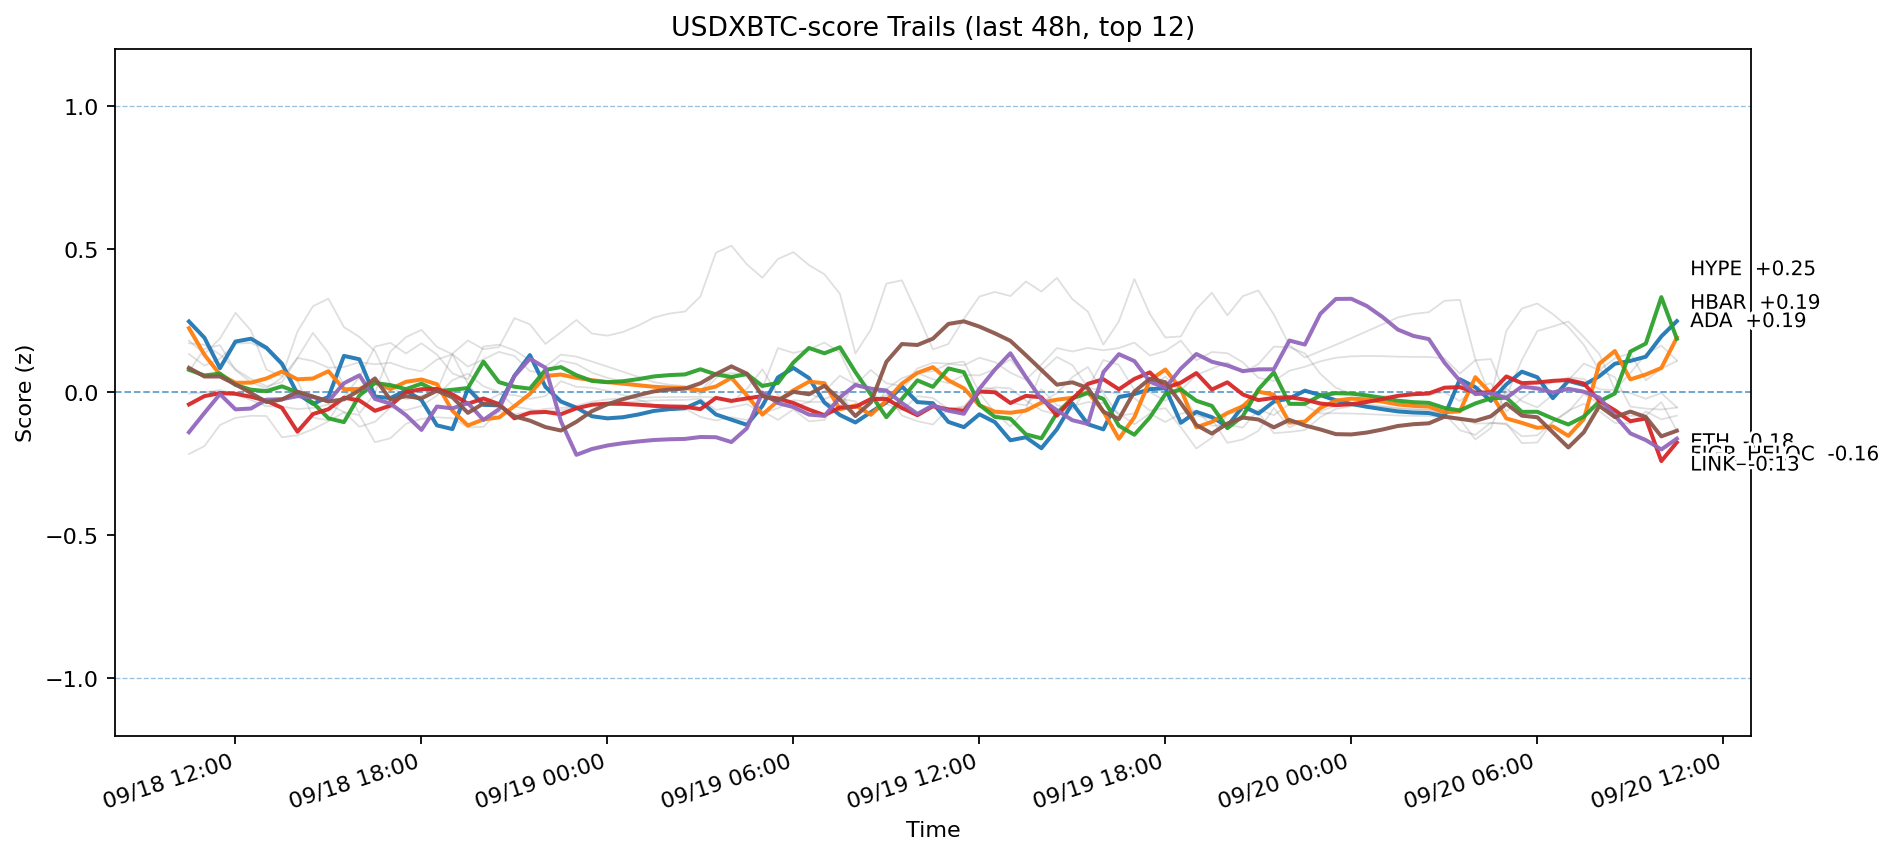 USDXBTC-score Trails (last 48h, top 12)
Score (z)
1.0
0.5
0.0
−0.5
−1.0
HYPE +0.25
HBAR +0.19
ADA +0.19
ETH -0.18
-0.16
LINK -0.13
09/18 12:00
09/18 18:00
09/19 00:00
09/19 06:00
09/19 12:00
09/19 18:00
09/20 00:00
09/20 06:00
09/20 12:00
Time